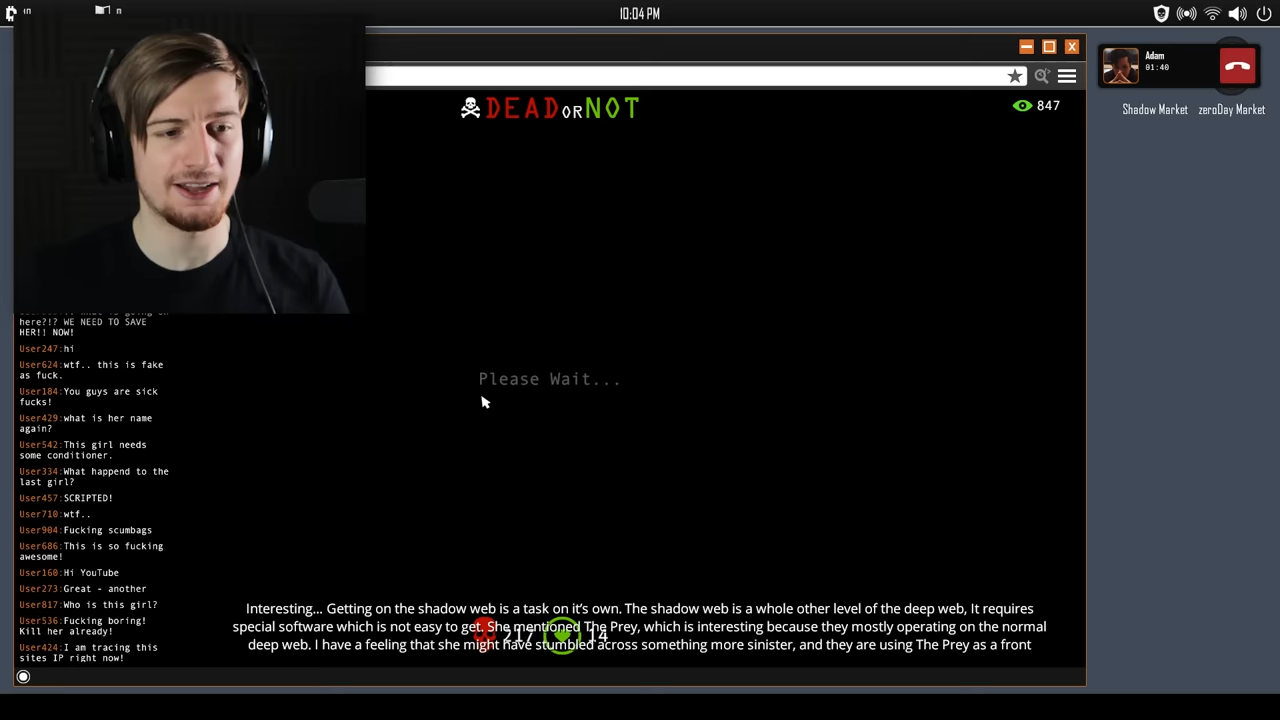 10:04 PM
Adam
01:40
Shadow Market zeroDay Market
DEAD OR NOT
847
here?!? WE NEED TO SAVE
HER!! NOW!
User247:hi
User624:wtf.. this is fake
as fuck.
User184:You guys are sick
fucks!
User429:what is her name
again?
User542:This girl needs
some conditioner.
User334:What happend to the
last girl?
User457:SCRIPTED!
User710:wtf..
User904:Fucking scumbags
User686:This is so fucking
awesome!
User160:Hi YouTube
User273:Great - another
User817:Who is this girl?
User536:Fucking boring!
Kill her already!
User424:I am tracing this
sites IP right now!
Please Wait...
217 14
Interesting... Getting on the shadow web is a task on it's own. The shadow web is a whole other level of the deep web, It requires
special software which is not easy to get. She mentioned The Prey, which is interesting because they mostly operating on the normal
deep web. I have a feeling that she might have stumbled across something more sinister, and they are using The Prey as a front